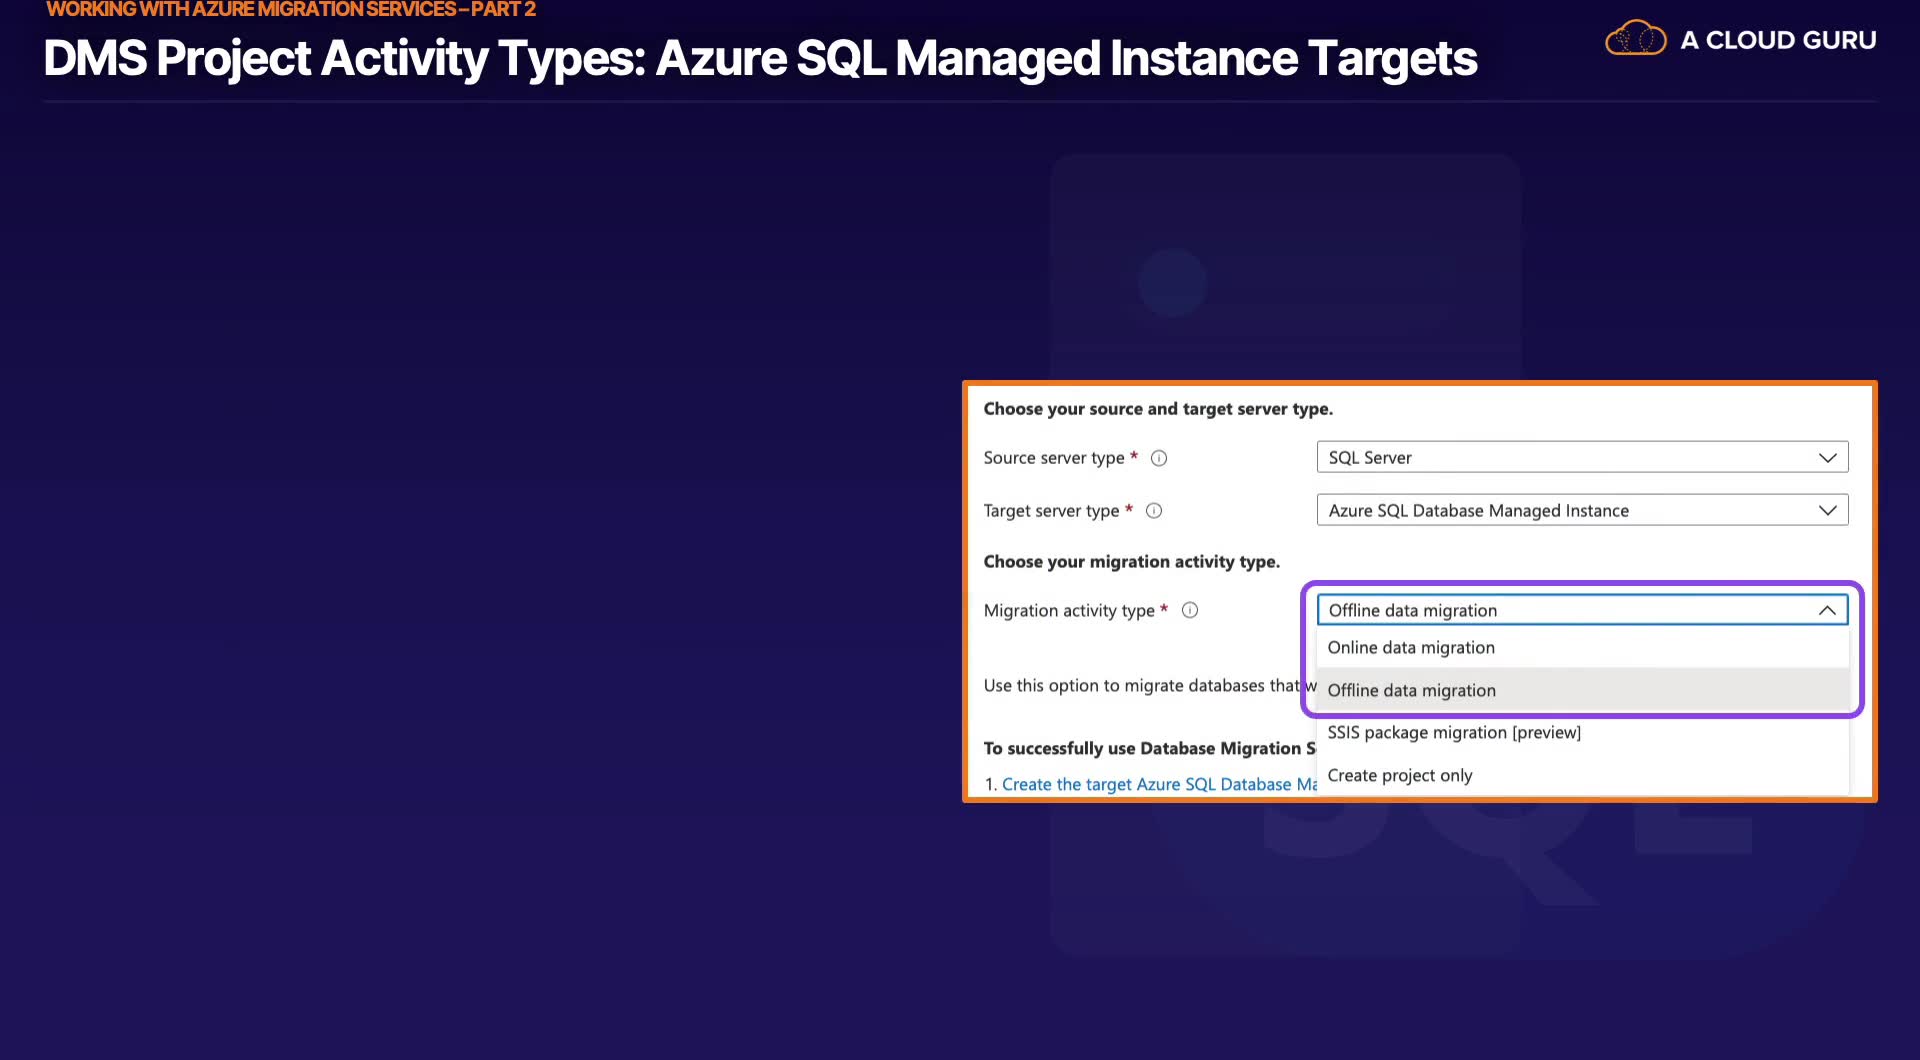 WORKING WITH AZURE MIGRATION SERVICES – PART 2
DMS Project Activity Types: Azure SQL Managed Instance Targets
A CLOUD GURU
Choose your source and target server type.
Source server type *
SQL Server
Target server type *
Azure SQL Database Managed Instance
Choose your migration activity type.
Migration activity type *
Offline data migration
Online data migration
Use this option to migrate databases that w
Offline data migration
SSIS package migration [preview]
To successfully use Database Migration S
Create project only
1. Create the target Azure SQL Database Ma
SQL